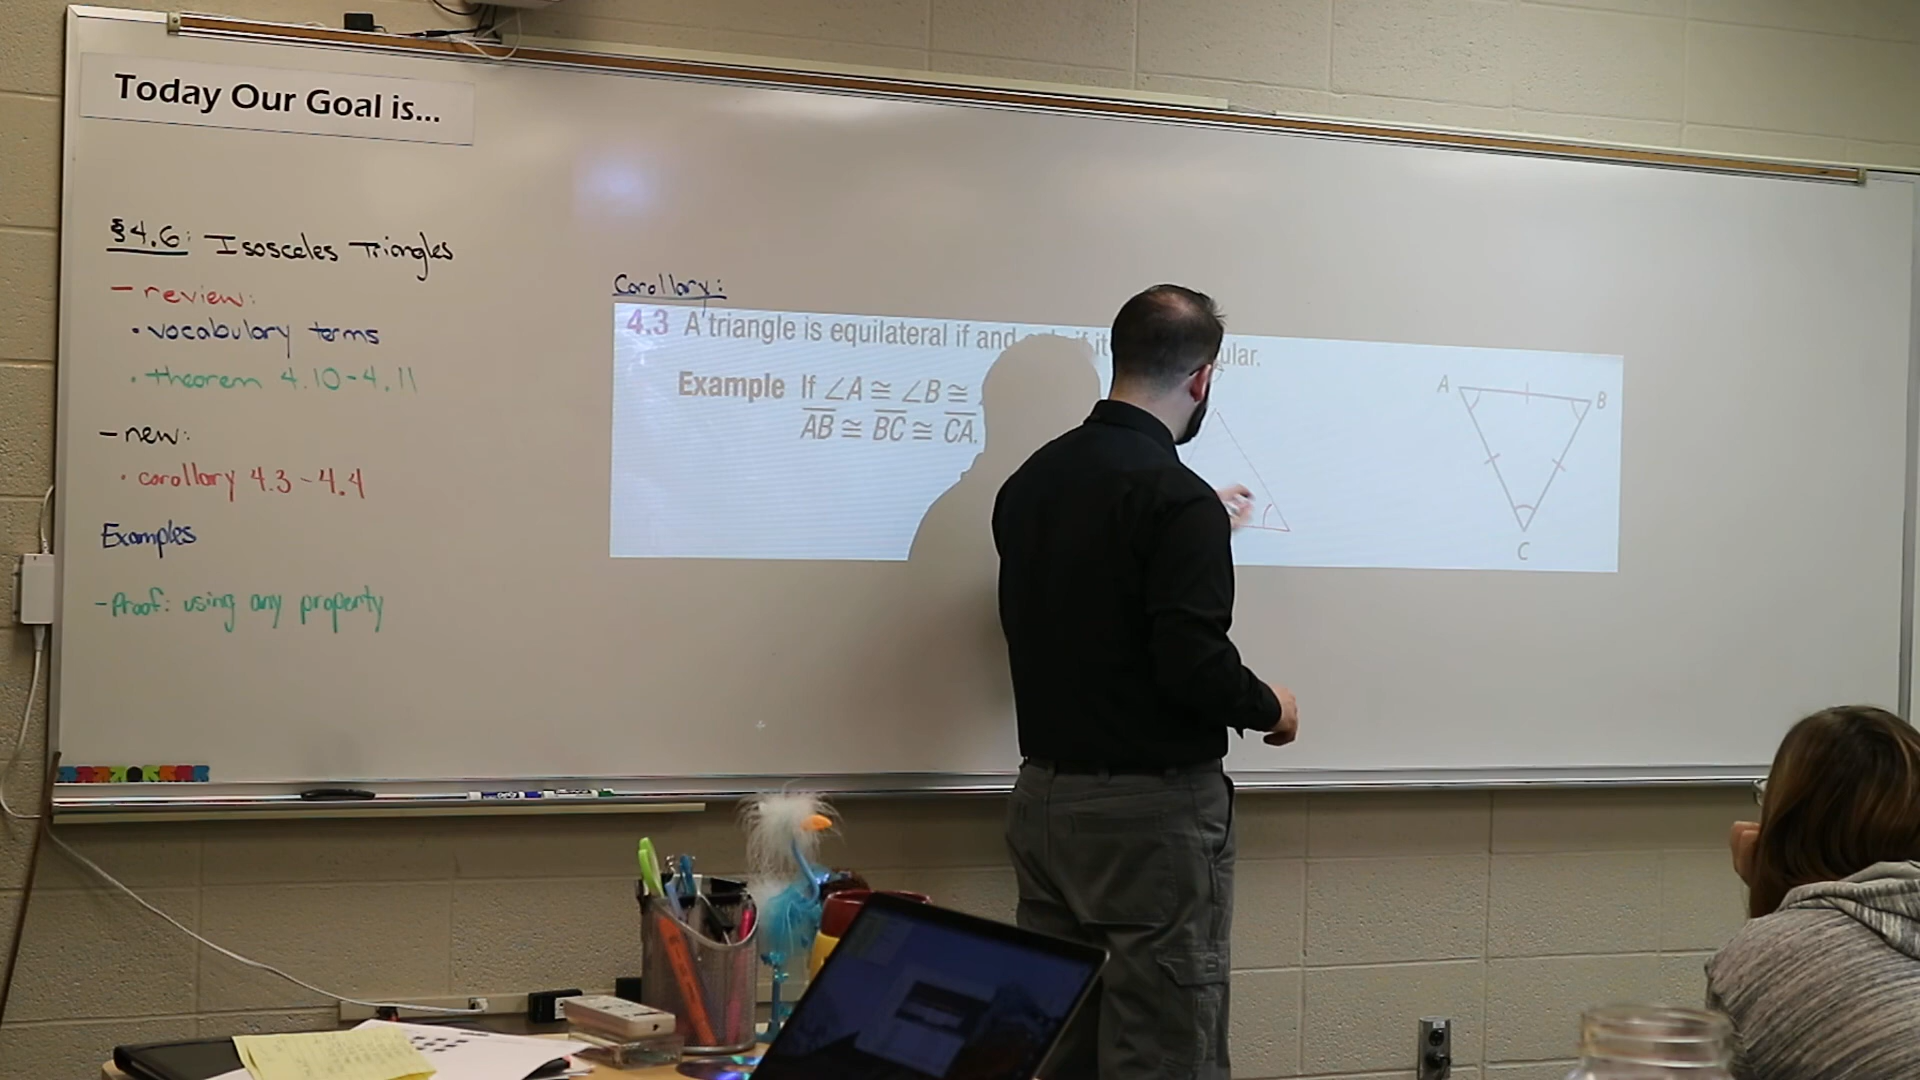 Today Our Goal is...
§4.6: Isosceles Triangles
- review:
• vocabulary terms
• theorem 4.10-4.11
- new:
• corollary 4.3-4.4
Examples
- Proof: using any property
Corollary:
4.3 A triangle is equilateral if and if it ular.
Example If ∠A ≅ ∠B ≅
AB ≅ BC ≅ CA.
A B
C